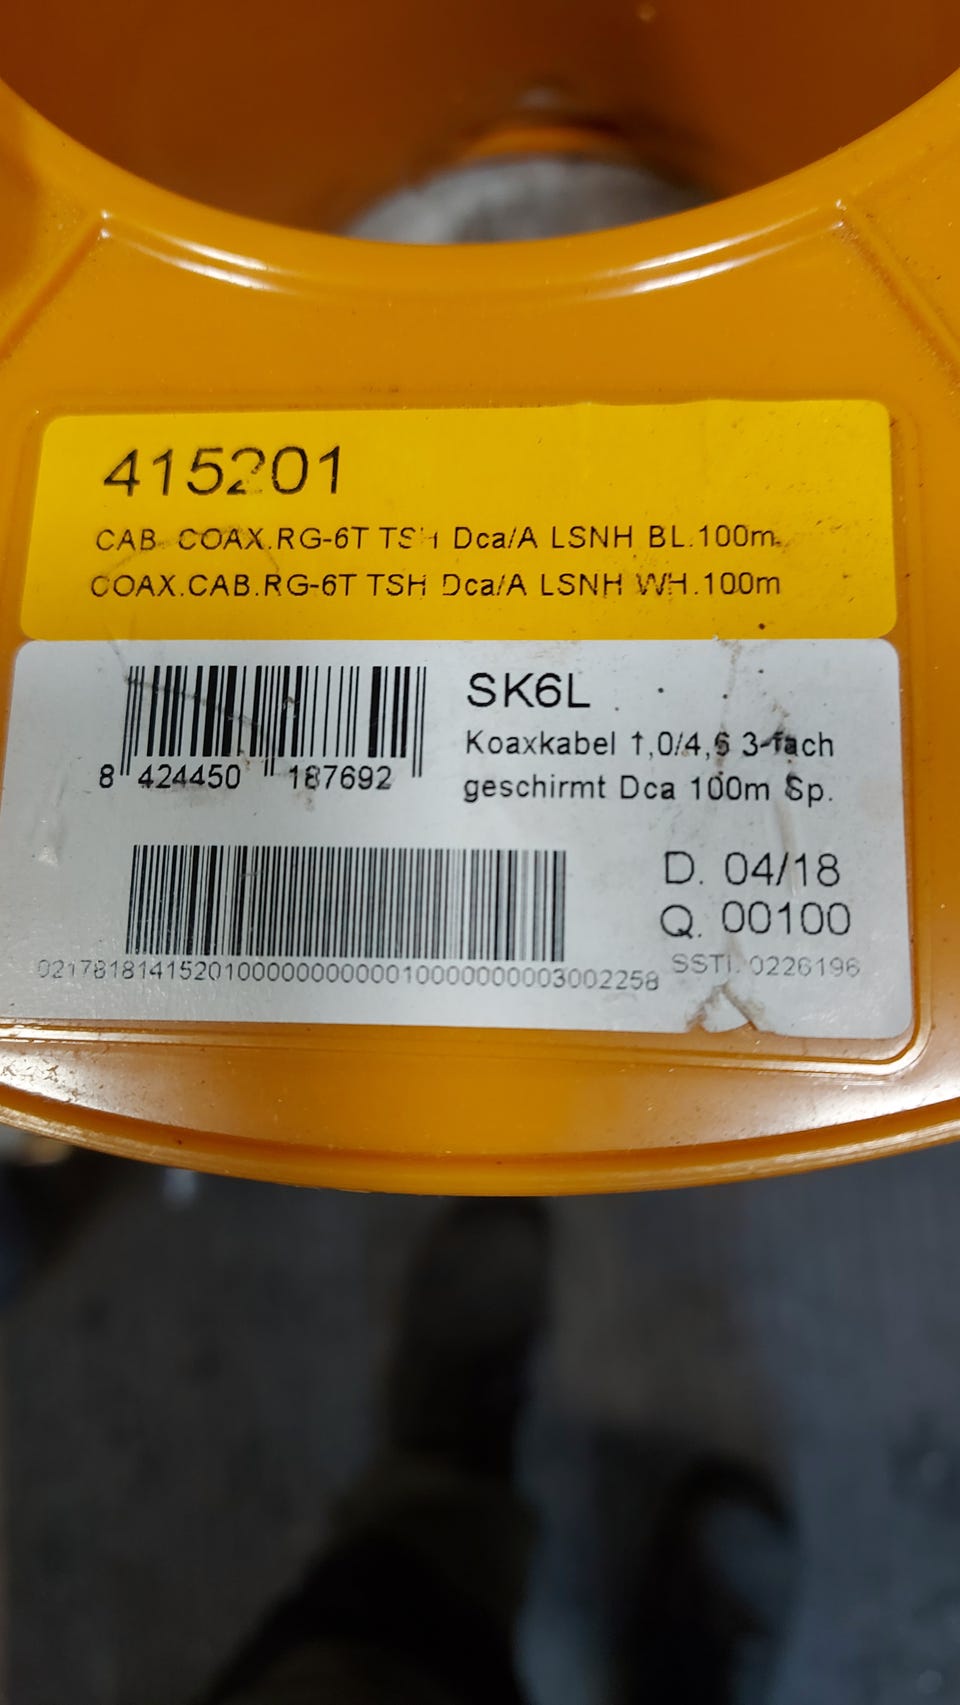 415201
CAB. COAX.RG-6T TSH Dca/A LSNH BL.100m.
COAX.CAB.RG-6T TSH Dca/A LSNH WH.100m
SK6L
Koaxkabel 1,0/4,6 3-fach
geschirmt Dca 100m Sp.
8 424450 187692
D. 04/18
Q. 00100
SSTI. 0226196